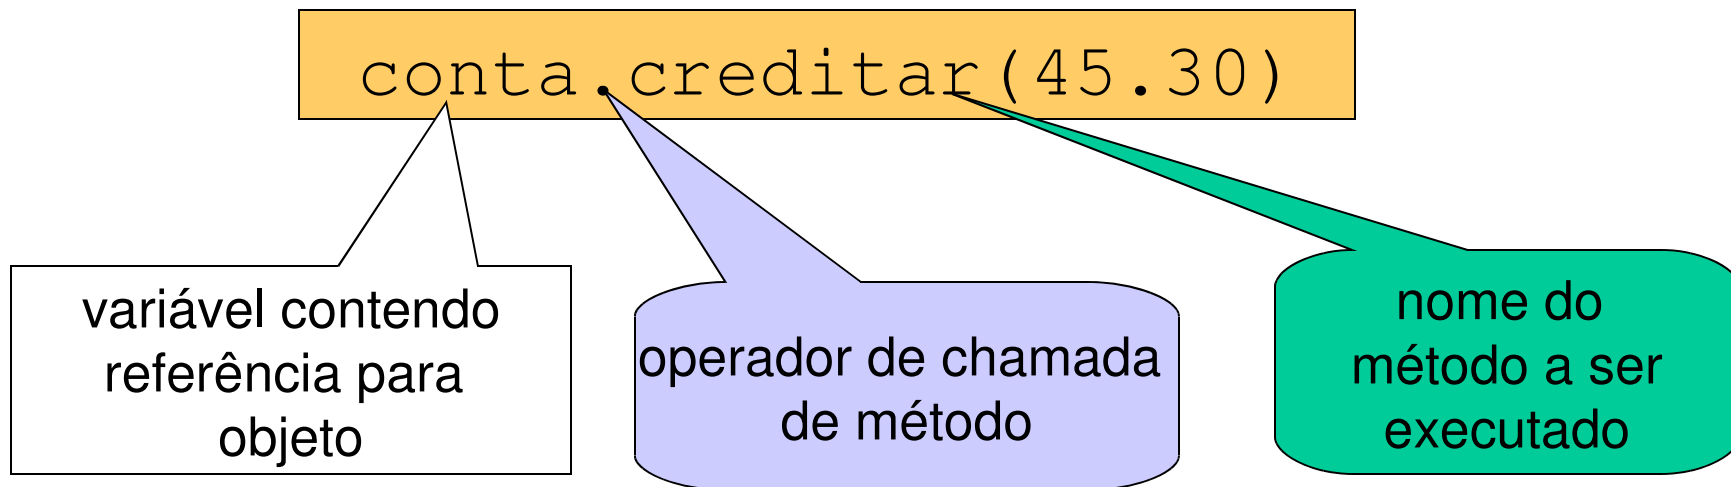 conta.creditar(45.30)
variável contendo
referência para
objeto
operador de chamada
de método
nome do
método a ser
executado